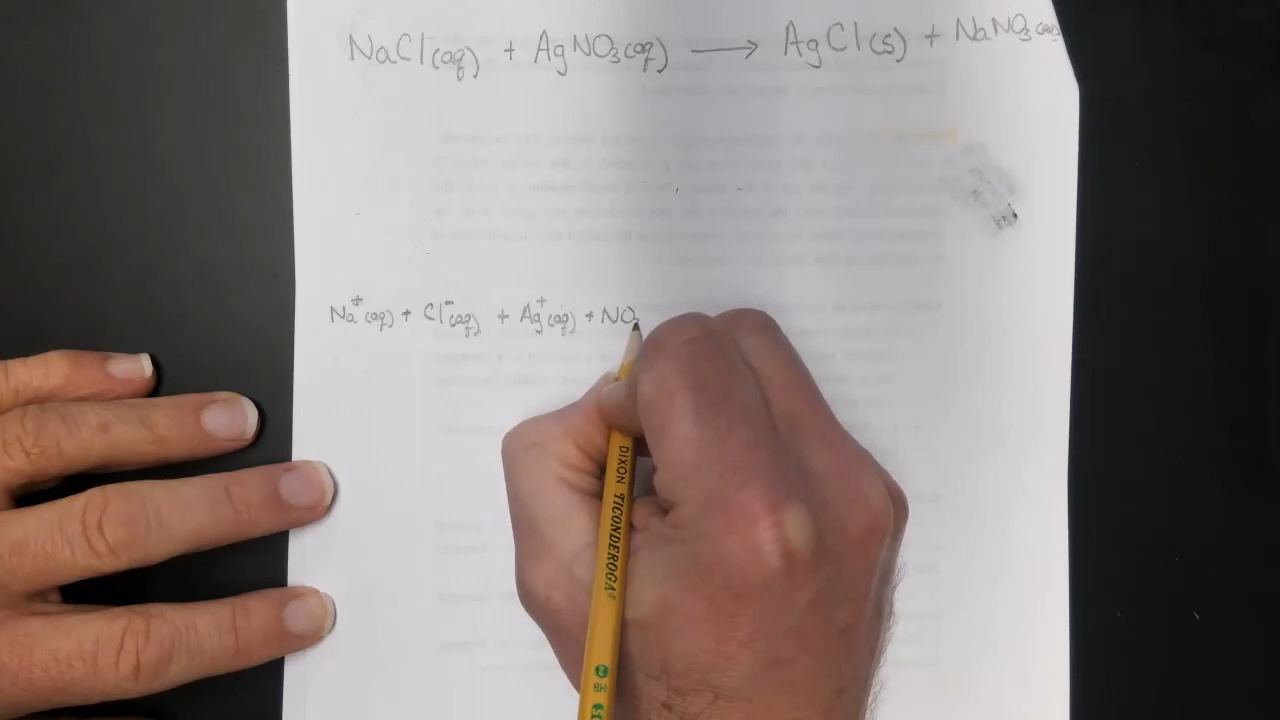 NaCl(aq) + AgNO₃(aq) ⟶ AgCl(s) + NaNO₃(aq)
Na⁺(aq) + Cl⁻(aq) + Ag⁺(aq) + NO₃
DIXON TICONDEROGA®